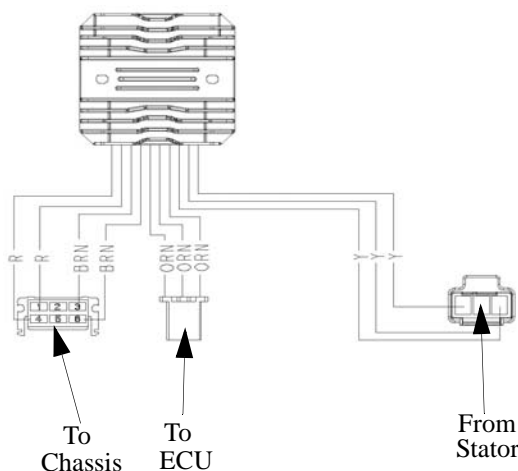 R
R
BRN
BRN
ORN
ORN
ORN
Y
Y
Y
1 2 3
4 5 6
To
Chassis
To
ECU
From
Stator